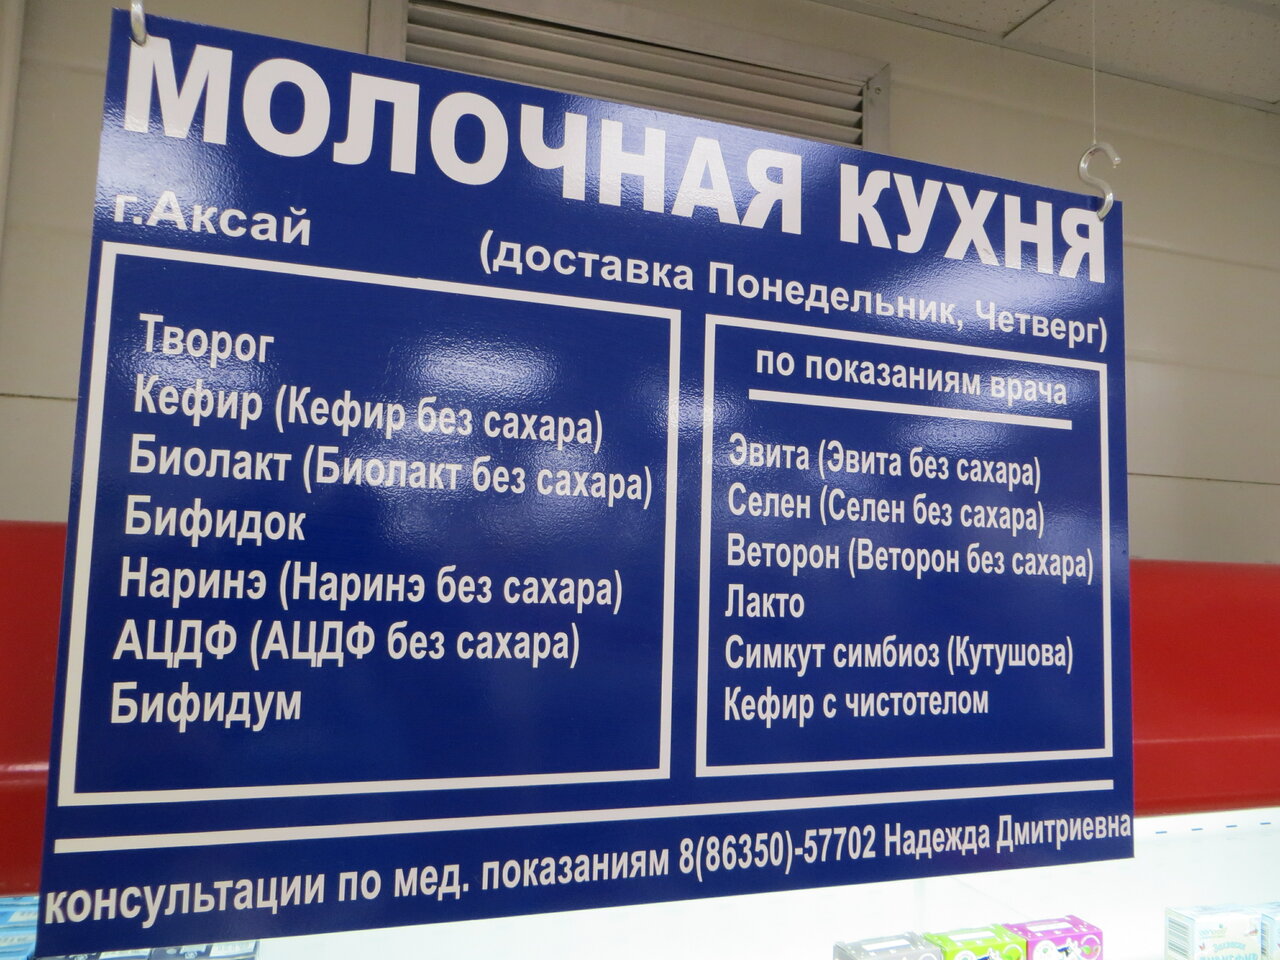 МОЛОЧНАЯ КУХНЯ
г.Аксай
(доставка Понедельник, Четверг)
Творог
Кефир (Кефир без сахара)
Биолакт (Биолакт без сахара)
Бифидок
Наринэ (Наринэ без сахара)
АЦДФ (АЦДФ без сахара)
Бифидум
по показаниям врача
Эвита (Эвита без сахара)
Селен (Селен без сахара)
Веторон (Веторон без сахара)
Лакто
Симкут симбиоз (Кутушова)
Кефир с чистотелом
консультации по мед. показаниям 8(86350)-57702 Надежда Дмитриевна